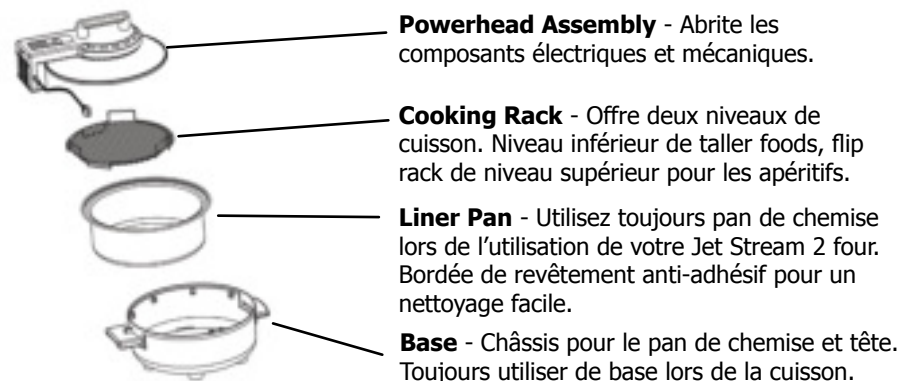 Powerhead Assembly - Abrite les
composants électriques et mécaniques.
Cooking Rack - Offre deux niveaux de
cuisson. Niveau inférieur de taller foods, flip
rack de niveau supérieur pour les apéritifs.
Liner Pan - Utilisez toujours pan de chemise
lors de l'utilisation de votre Jet Stream 2 four.
Bordée de revêtement anti-adhésif pour un
nettoyage facile.
Base - Châssis pour le pan de chemise et tête.
Toujours utiliser de base lors de la cuisson.